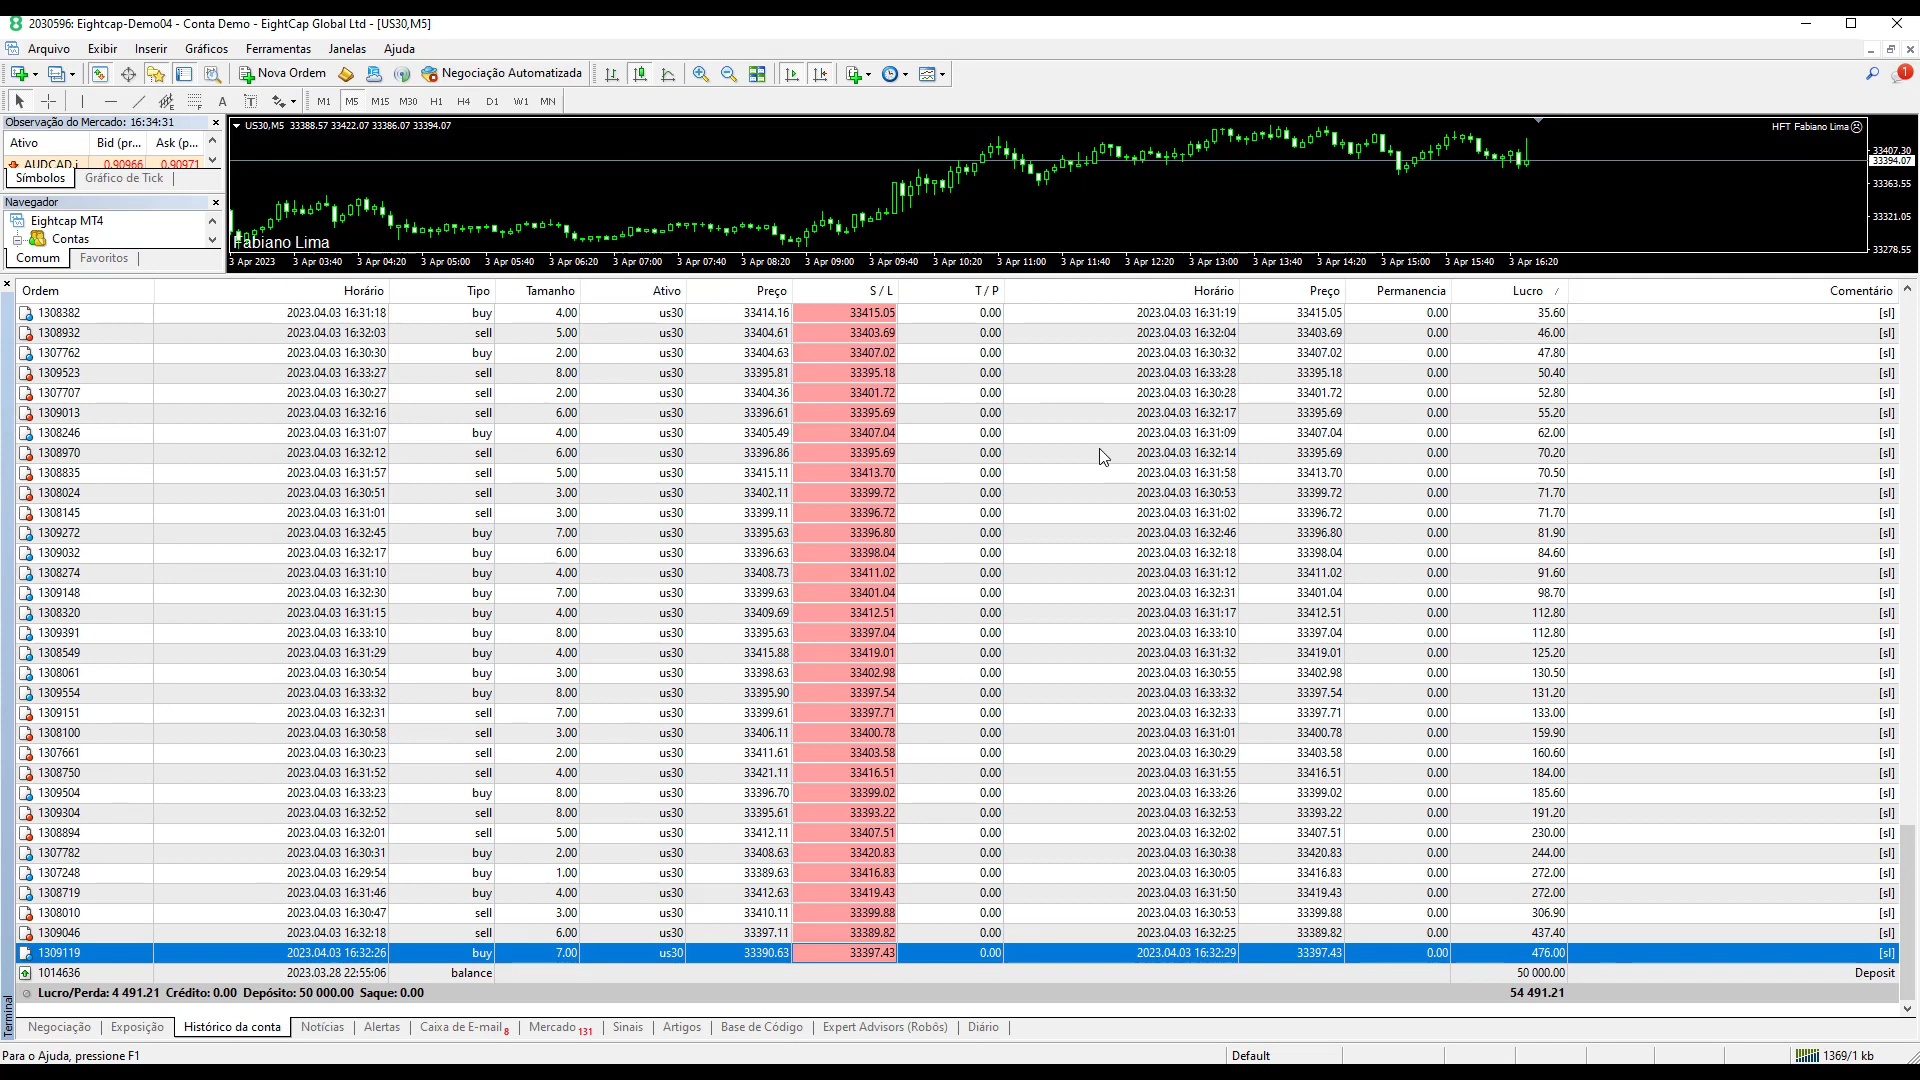 2030596: Eightcap-Demo04 - Conta Demo - EightCap Global Ltd - [US30,M5]
Arquivo Exibir Inserir Gráficos Ferramentas Janelas Ajuda
Nova Ordem Negociação Automatizada 1
A T M1 M5 M15 M30 H1 H4 D1 W1 MN
Observação do Mercado: 16:34:31
Ativo Bid (pr... Ask (p...
AUDCAD.i 0.90966 0.90971
Símbolos Gráfico de Tick
Navegador
Eightcap MT4
Contas
Comum Favoritos
US30,M5 33388.57 33422.07 33386.07 33394.07
HFT Fabiano Lima
33407.30
33394.07
33363.55
33321.05
33278.55
Fabiano Lima
3 Apr 2023 3 Apr 03:40 3 Apr 04:20 3 Apr 05:00 3 Apr 05:40 3 Apr 06:20 3 Apr 07:00 3 Apr 07:40 3 Apr 08:20 3 Apr 09:00 3 Apr 09:40 3 Apr 10:20 3 Apr 11:00 3 Apr 11:40 3 Apr 12:20 3 Apr 13:00 3 Apr 13:40 3 Apr 14:20 3 Apr 15:00 3 Apr 15:40 3 Apr 16:20
Ordem Horário Tipo Tamanho Ativo Preço S / L T / P Horário Preço Permanencia Lucro / Comentário
1308382 2023.04.03 16:31:18 buy 4.00 us30 33414.16 33415.05 0.00 2023.04.03 16:31:19 33415.05 0.00 35.60 [sl]
1308932 2023.04.03 16:32:03 sell 5.00 us30 33404.61 33403.69 0.00 2023.04.03 16:32:04 33403.69 0.00 46.00 [sl]
1307762 2023.04.03 16:30:30 buy 2.00 us30 33404.63 33407.02 0.00 2023.04.03 16:30:32 33407.02 0.00 47.80 [sl]
1309523 2023.04.03 16:33:27 sell 8.00 us30 33395.81 33395.18 0.00 2023.04.03 16:33:28 33395.18 0.00 50.40 [sl]
1307707 2023.04.03 16:30:27 sell 2.00 us30 33404.36 33401.72 0.00 2023.04.03 16:30:28 33401.72 0.00 52.80 [sl]
1309013 2023.04.03 16:32:16 sell 6.00 us30 33396.61 33395.69 0.00 2023.04.03 16:32:17 33395.69 0.00 55.20 [sl]
1308246 2023.04.03 16:31:07 buy 4.00 us30 33405.49 33407.04 0.00 2023.04.03 16:31:09 33407.04 0.00 62.00 [sl]
1308970 2023.04.03 16:32:12 sell 6.00 us30 33396.86 33395.69 0.00 2023.04.03 16:32:14 33395.69 0.00 70.20 [sl]
1308835 2023.04.03 16:31:57 sell 5.00 us30 33415.11 33413.70 0.00 2023.04.03 16:31:58 33413.70 0.00 70.50 [sl]
1308024 2023.04.03 16:30:51 sell 3.00 us30 33402.11 33399.72 0.00 2023.04.03 16:30:53 33399.72 0.00 71.70 [sl]
1308145 2023.04.03 16:31:01 sell 3.00 us30 33399.11 33396.72 0.00 2023.04.03 16:31:02 33396.72 0.00 71.70 [sl]
1309272 2023.04.03 16:32:45 buy 7.00 us30 33395.63 33396.80 0.00 2023.04.03 16:32:46 33396.80 0.00 81.90 [sl]
1309032 2023.04.03 16:32:17 buy 6.00 us30 33396.63 33398.04 0.00 2023.04.03 16:32:18 33398.04 0.00 84.60 [sl]
1308274 2023.04.03 16:31:10 buy 4.00 us30 33408.73 33411.02 0.00 2023.04.03 16:31:12 33411.02 0.00 91.60 [sl]
1309148 2023.04.03 16:32:30 buy 7.00 us30 33399.63 33401.04 0.00 2023.04.03 16:32:31 33401.04 0.00 98.70 [sl]
1308320 2023.04.03 16:31:15 buy 4.00 us30 33409.69 33412.51 0.00 2023.04.03 16:31:17 33412.51 0.00 112.80 [sl]
1309391 2023.04.03 16:33:10 buy 8.00 us30 33395.63 33397.04 0.00 2023.04.03 16:33:10 33397.04 0.00 112.80 [sl]
1308549 2023.04.03 16:31:29 buy 4.00 us30 33415.88 33419.01 0.00 2023.04.03 16:31:32 33419.01 0.00 125.20 [sl]
1308061 2023.04.03 16:30:54 buy 3.00 us30 33398.63 33402.98 0.00 2023.04.03 16:30:55 33402.98 0.00 130.50 [sl]
1309554 2023.04.03 16:33:32 buy 8.00 us30 33395.90 33397.54 0.00 2023.04.03 16:33:32 33397.54 0.00 131.20 [sl]
1309151 2023.04.03 16:32:31 sell 7.00 us30 33399.61 33397.71 0.00 2023.04.03 16:32:33 33397.71 0.00 133.00 [sl]
1308100 2023.04.03 16:30:58 sell 3.00 us30 33406.11 33400.78 0.00 2023.04.03 16:31:01 33400.78 0.00 159.90 [sl]
1307661 2023.04.03 16:30:23 sell 2.00 us30 33411.61 33403.58 0.00 2023.04.03 16:30:29 33403.58 0.00 160.60 [sl]
1308750 2023.04.03 16:31:52 sell 4.00 us30 33421.11 33416.51 0.00 2023.04.03 16:31:55 33416.51 0.00 184.00 [sl]
1309504 2023.04.03 16:33:23 buy 8.00 us30 33396.70 33399.02 0.00 2023.04.03 16:33:26 33399.02 0.00 185.60 [sl]
1309304 2023.04.03 16:32:52 sell 8.00 us30 33395.61 33393.22 0.00 2023.04.03 16:32:53 33393.22 0.00 191.20 [sl]
1308894 2023.04.03 16:32:01 sell 5.00 us30 33412.11 33407.51 0.00 2023.04.03 16:32:02 33407.51 0.00 230.00 [sl]
1307782 2023.04.03 16:30:31 buy 2.00 us30 33408.63 33420.83 0.00 2023.04.03 16:30:38 33420.83 0.00 244.00 [sl]
1307248 2023.04.03 16:29:54 buy 1.00 us30 33389.63 33416.83 0.00 2023.04.03 16:30:05 33416.83 0.00 272.00 [sl]
1308719 2023.04.03 16:31:46 buy 4.00 us30 33412.63 33419.43 0.00 2023.04.03 16:31:50 33419.43 0.00 272.00 [sl]
1308010 2023.04.03 16:30:47 sell 3.00 us30 33410.11 33399.88 0.00 2023.04.03 16:30:53 33399.88 0.00 306.90 [sl]
1309046 2023.04.03 16:32:18 sell 6.00 us30 33397.11 33389.82 0.00 2023.04.03 16:32:25 33389.82 0.00 437.40 [sl]
1309119 2023.04.03 16:32:26 buy 7.00 us30 33390.63 33397.43 0.00 2023.04.03 16:32:29 33397.43 0.00 476.00 [sl]
1014636 2023.03.28 22:55:06 balance 50 000.00 Deposit
Lucro/Perda: 4 491.21 Crédito: 0.00 Depósito: 50 000.00 Saque: 0.00 54 491.21
Terminal
Negociação Exposição Histórico da conta Notícias Alertas Caixa de E-mail 8 Mercado 131 Sinais Artigos Base de Código Expert Advisors (Robôs) Diário
Para o Ajuda, pressione F1 Default 1369/1 kb